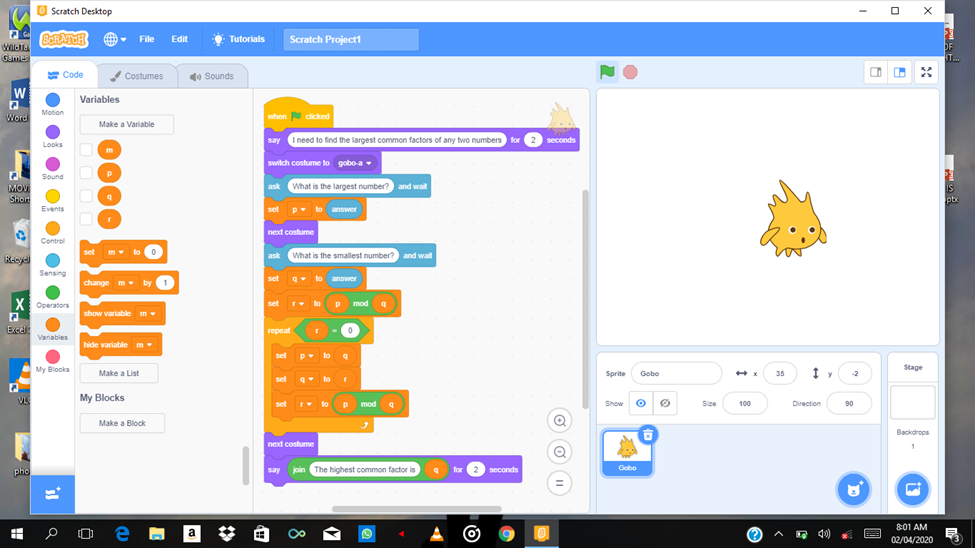 Scratch Desktop
SCRATCH
File Edit Tutorials Scratch Project1
Code Costumes Sounds
Motion
Looks
Sound
Events
Control
Sensing
Operators
Variables
My Blocks
Variables
Make a Variable
m
p
q
r
set m to 0
change m by 1
show variable m
hide variable m
Make a List
My Blocks
Make a Block
when clicked
say I need to find the largest common factors of any two numbers for 2 seconds
switch costume to gobo-a
ask What is the largest number? and wait
set p to answer
next costume
ask What is the smallest number? and wait
set q to answer
set r to p mod q
repeat r = 0
set p to q
set q to r
set r to p mod q
next costume
say join The highest common factor is q for 2 seconds
Sprite Gobo x 35 y -2
Show Size 100 Direction 90
Gobo
Stage
Backdrops
1
Word
Excel
8:01 AM
02/04/2020
3